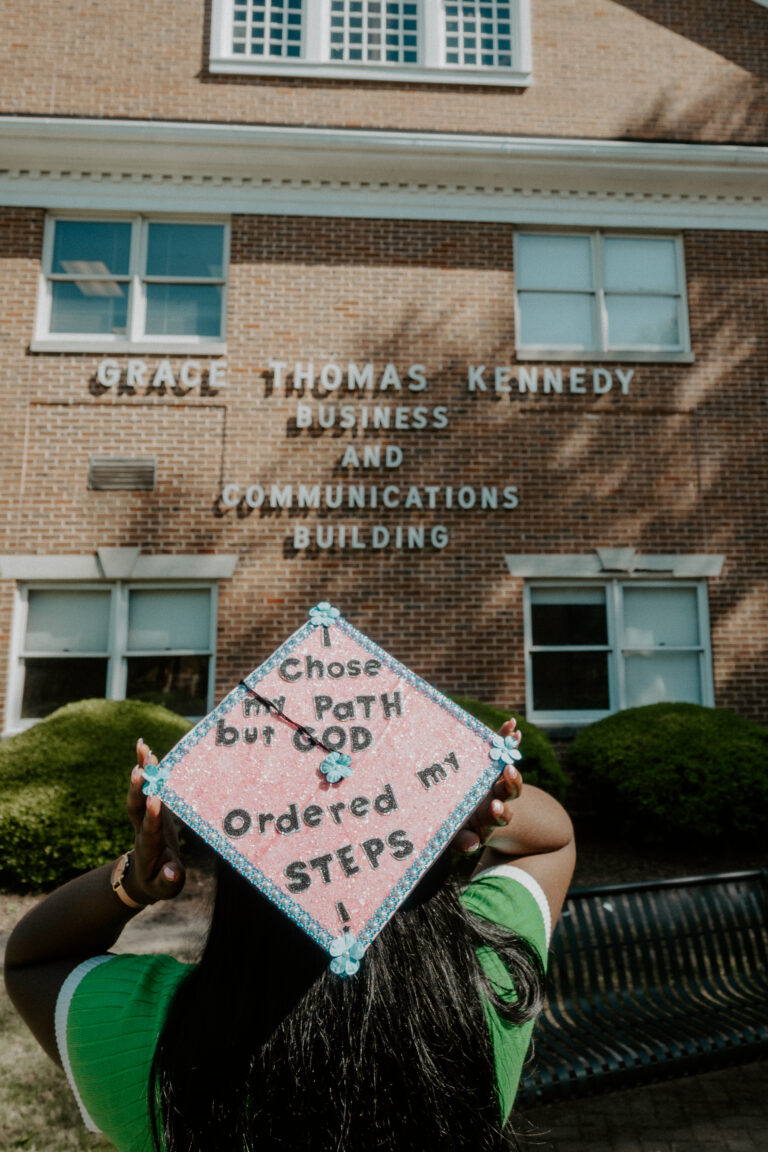 GRACE THOMAS KENNEDY
BUSINESS
AND
COMMUNICATIONS
BUILDING
I
Chose
my PaTH
but GOD
Ordered my
STEPS
!